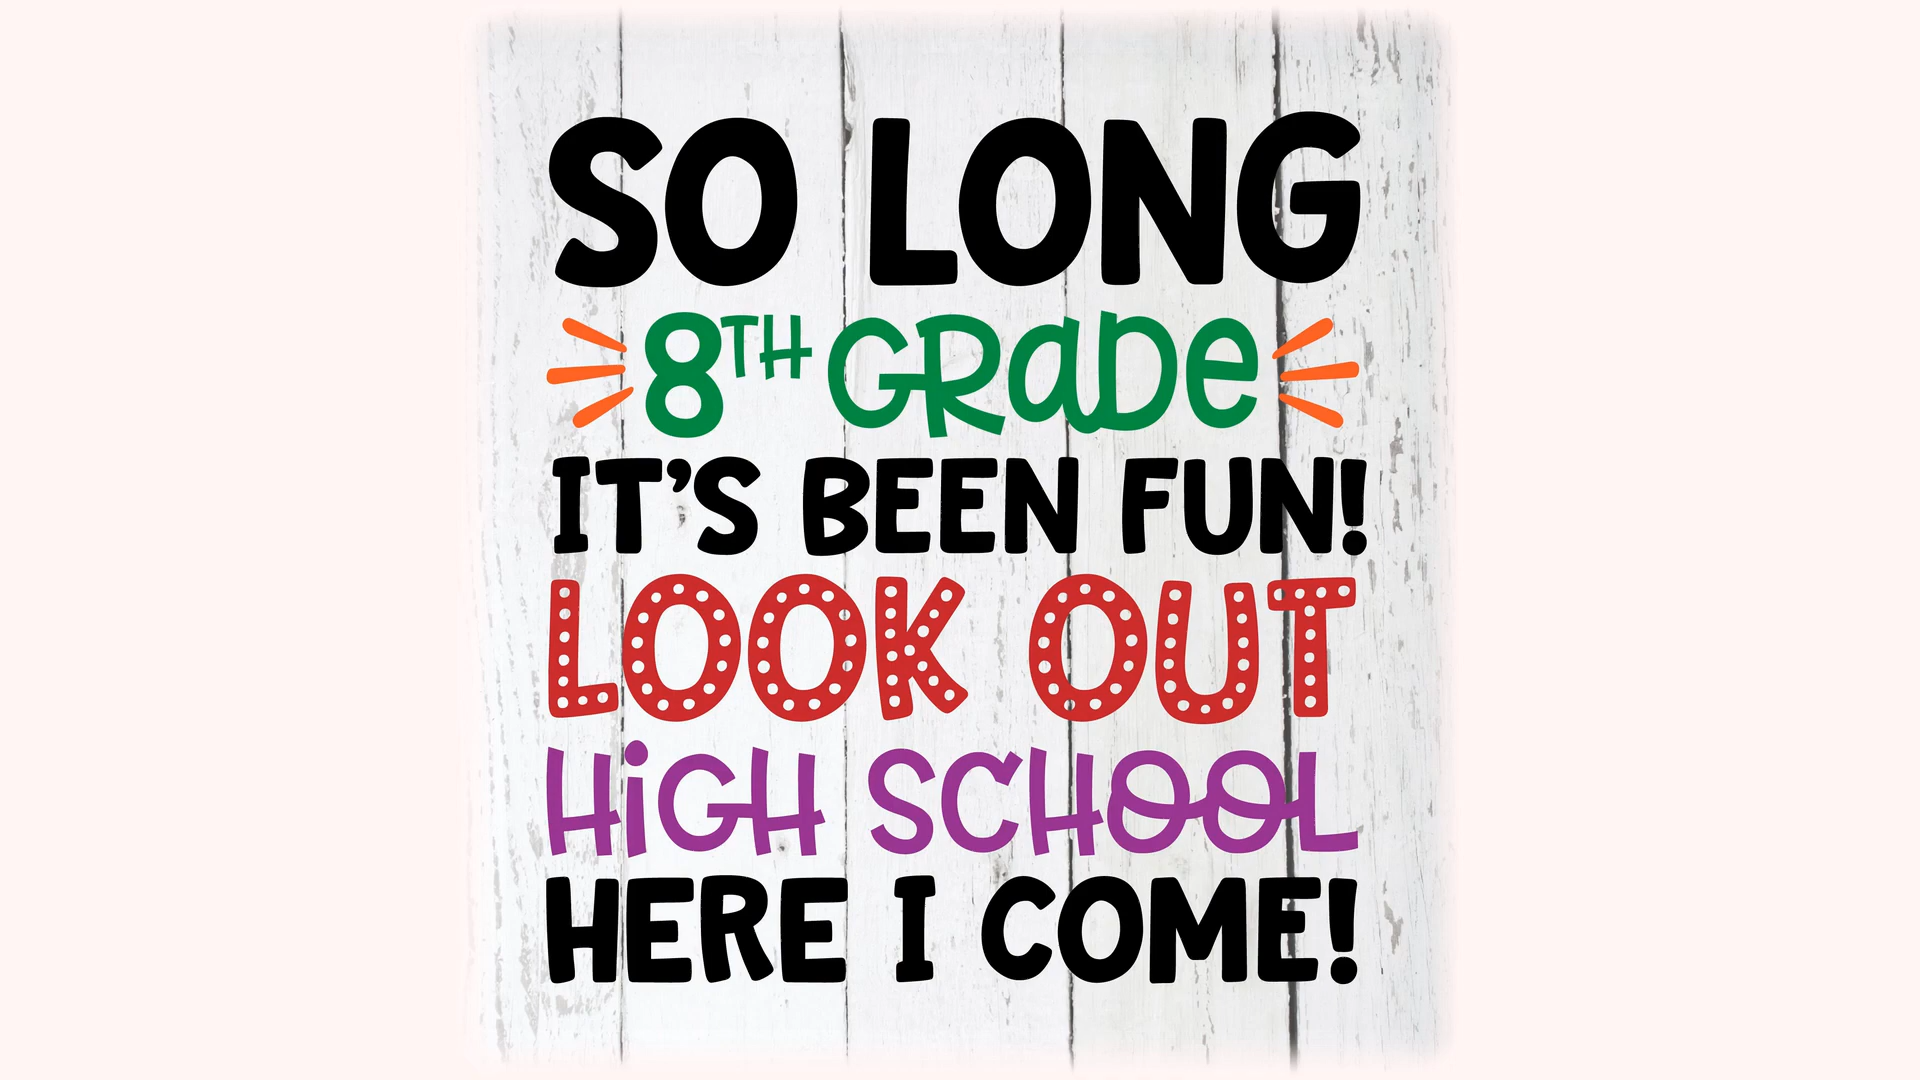 SO LONG
8TH GRaDe
IT'S BEEN FUN!
LOOK OUT
HiGH SCHOOL
HERE I COME!